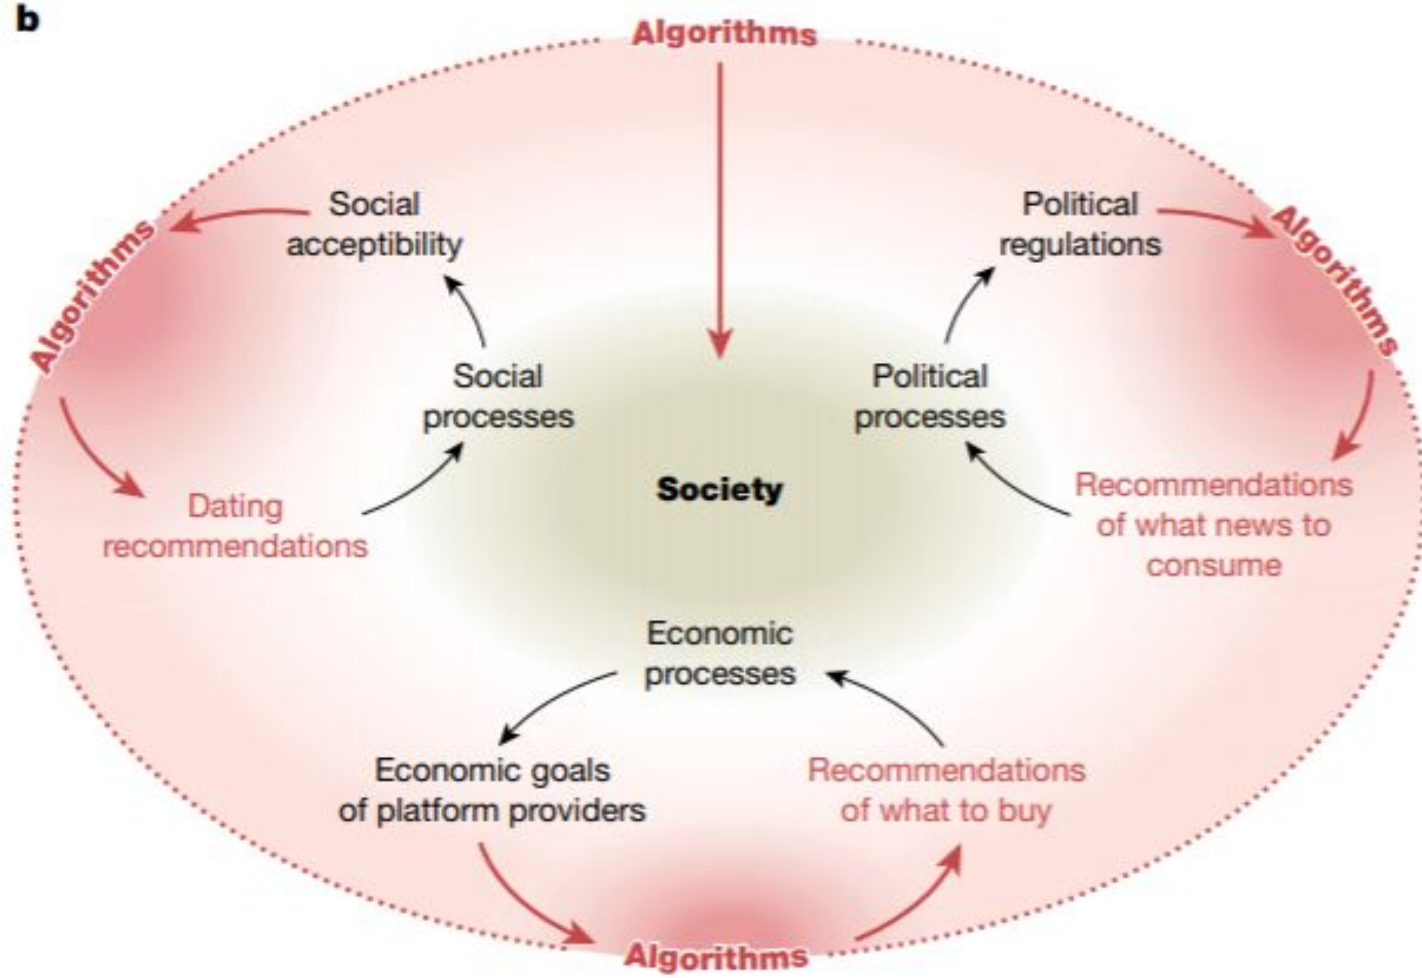 b
Algorithms
Social
acceptibility
Political
regulations
Algorithms
Algorithms
Social
processes
Political
processes
Society
Dating
recommendations
Recommendations
of what news to
consume
Economic
processes
Economic goals
of platform providers
Recommendations
of what to buy
Algorithms